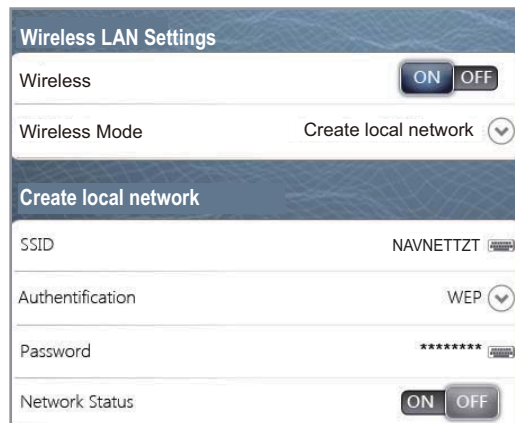 Wireless LAN Settings
Wireless ON OFF
Wireless Mode Create local network
Create local network
SSID NAVNETTZT
Authentification WEP
Password ********
Network Status ON OFF